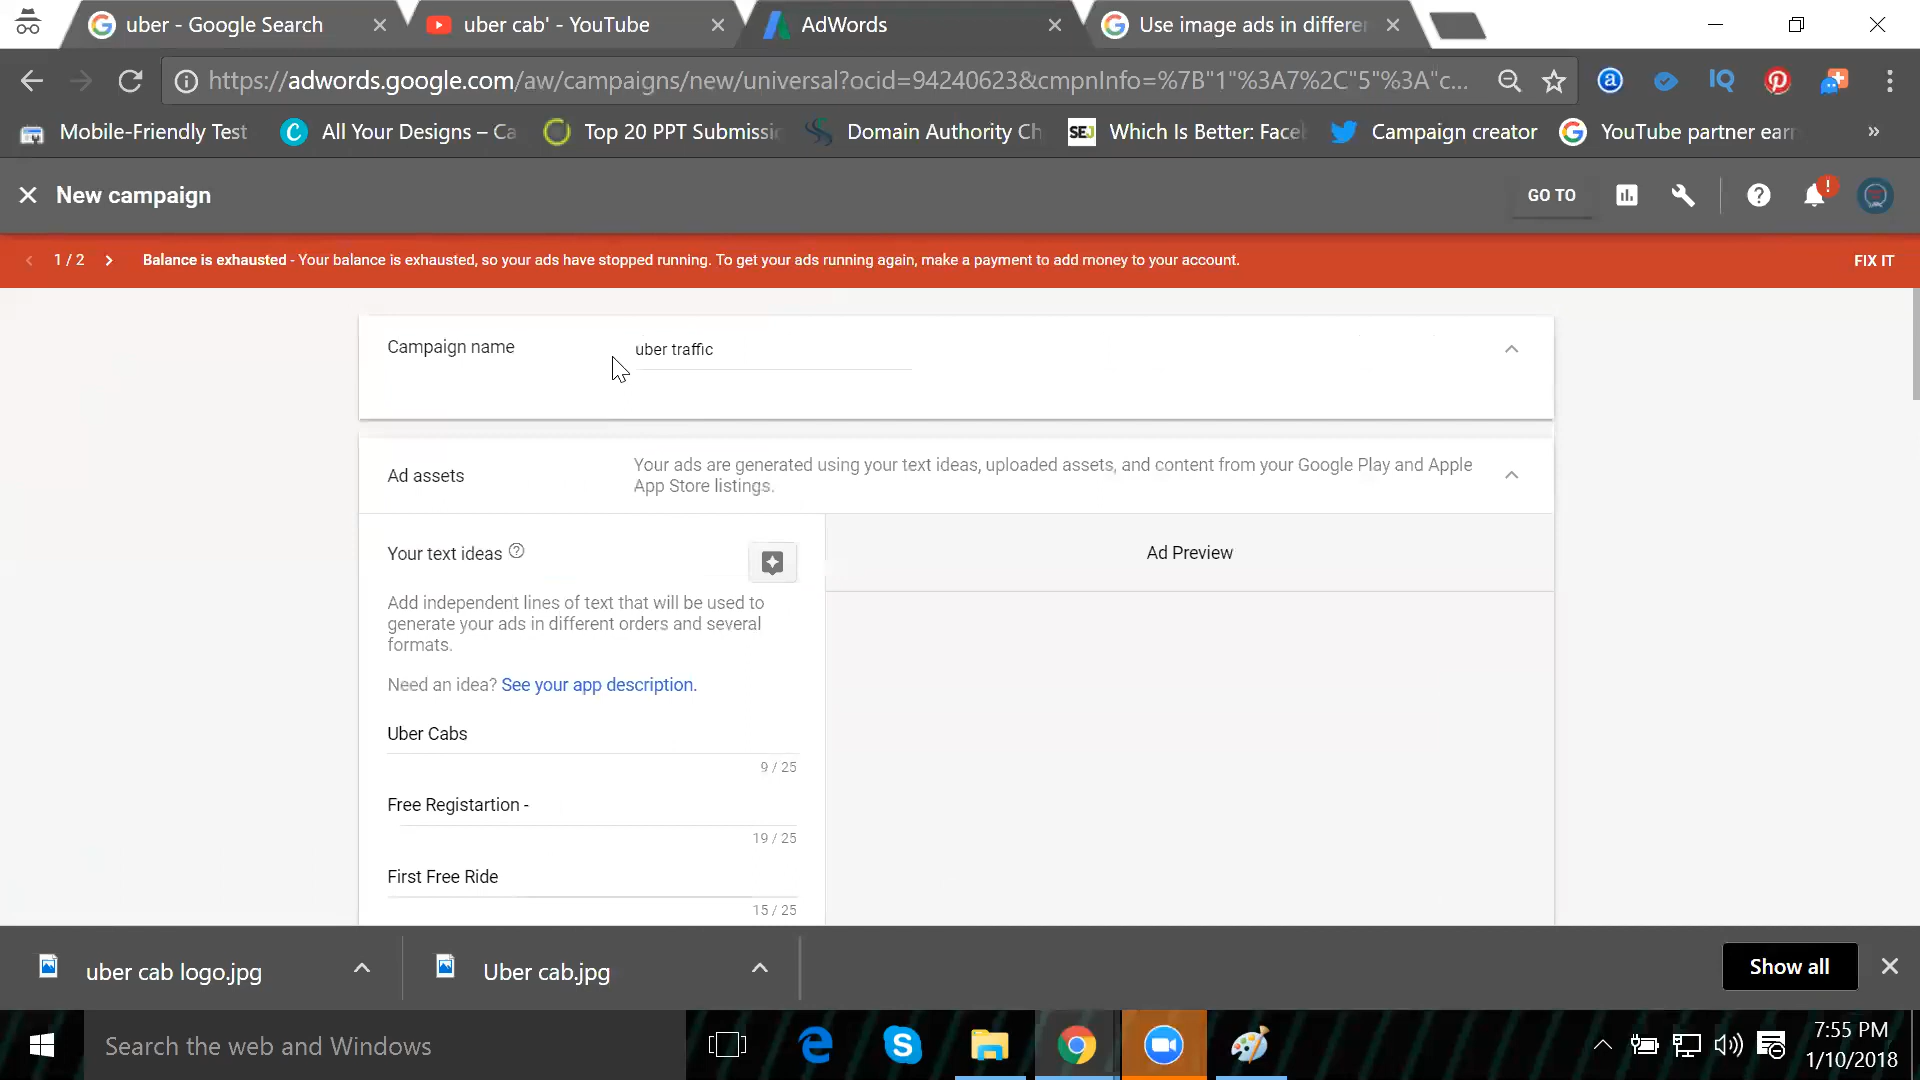 uber - Google Search
uber cab' - YouTube
AdWords
Use image ads in differe
https://adwords.google.com/aw/campaigns/new/universal?ocid=94240623&cmpnInfo=%7B"1"%3A7%2C"5"%3A"c...
Mobile-Friendly Test
All Your Designs – Ca
Top 20 PPT Submissi
Domain Authority Ch
SEJ
Which Is Better: Face
Campaign creator
YouTube partner ear
»
New campaign
GO TO
1 / 2
Balance is exhausted - Your balance is exhausted, so your ads have stopped running. To get your ads running again, make a payment to add money to your account.
FIX IT
Campaign name
uber traffic
Ad assets
Your ads are generated using your text ideas, uploaded assets, and content from your Google Play and Apple
App Store listings.
Your text ideas
Ad Preview
Add independent lines of text that will be used to
generate your ads in different orders and several
formats.
Need an idea? See your app description.
Uber Cabs
9 / 25
Free Registartion -
19 / 25
First Free Ride
15 / 25
uber cab logo.jpg
Uber cab.jpg
Show all
Search the web and Windows
7:55 PM
1/10/2018